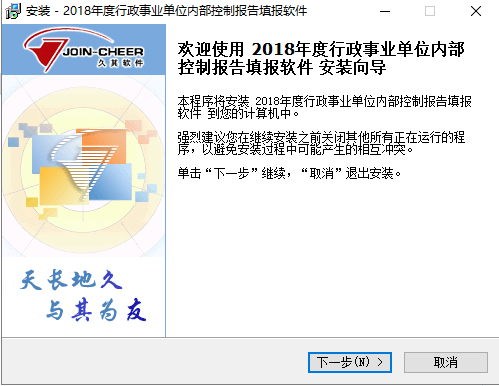 安装 - 2018年度行政事业单位内部控制报告填报软件
JOIN-CHEER
久其软件
欢迎使用 2018年度行政事业单位内部
控制报告填报软件 安装向导
本程序将安装 2018年度行政事业单位内部控制报告填报
软件 到您的计算机中。
强烈建议您在继续安装之前关闭其他所有正在运行的程
序，以避免安装过程中可能产生的相互冲突。
单击“下一步”继续，“取消”退出安装。
天长地久
与其为友
下一步(N) >
取消